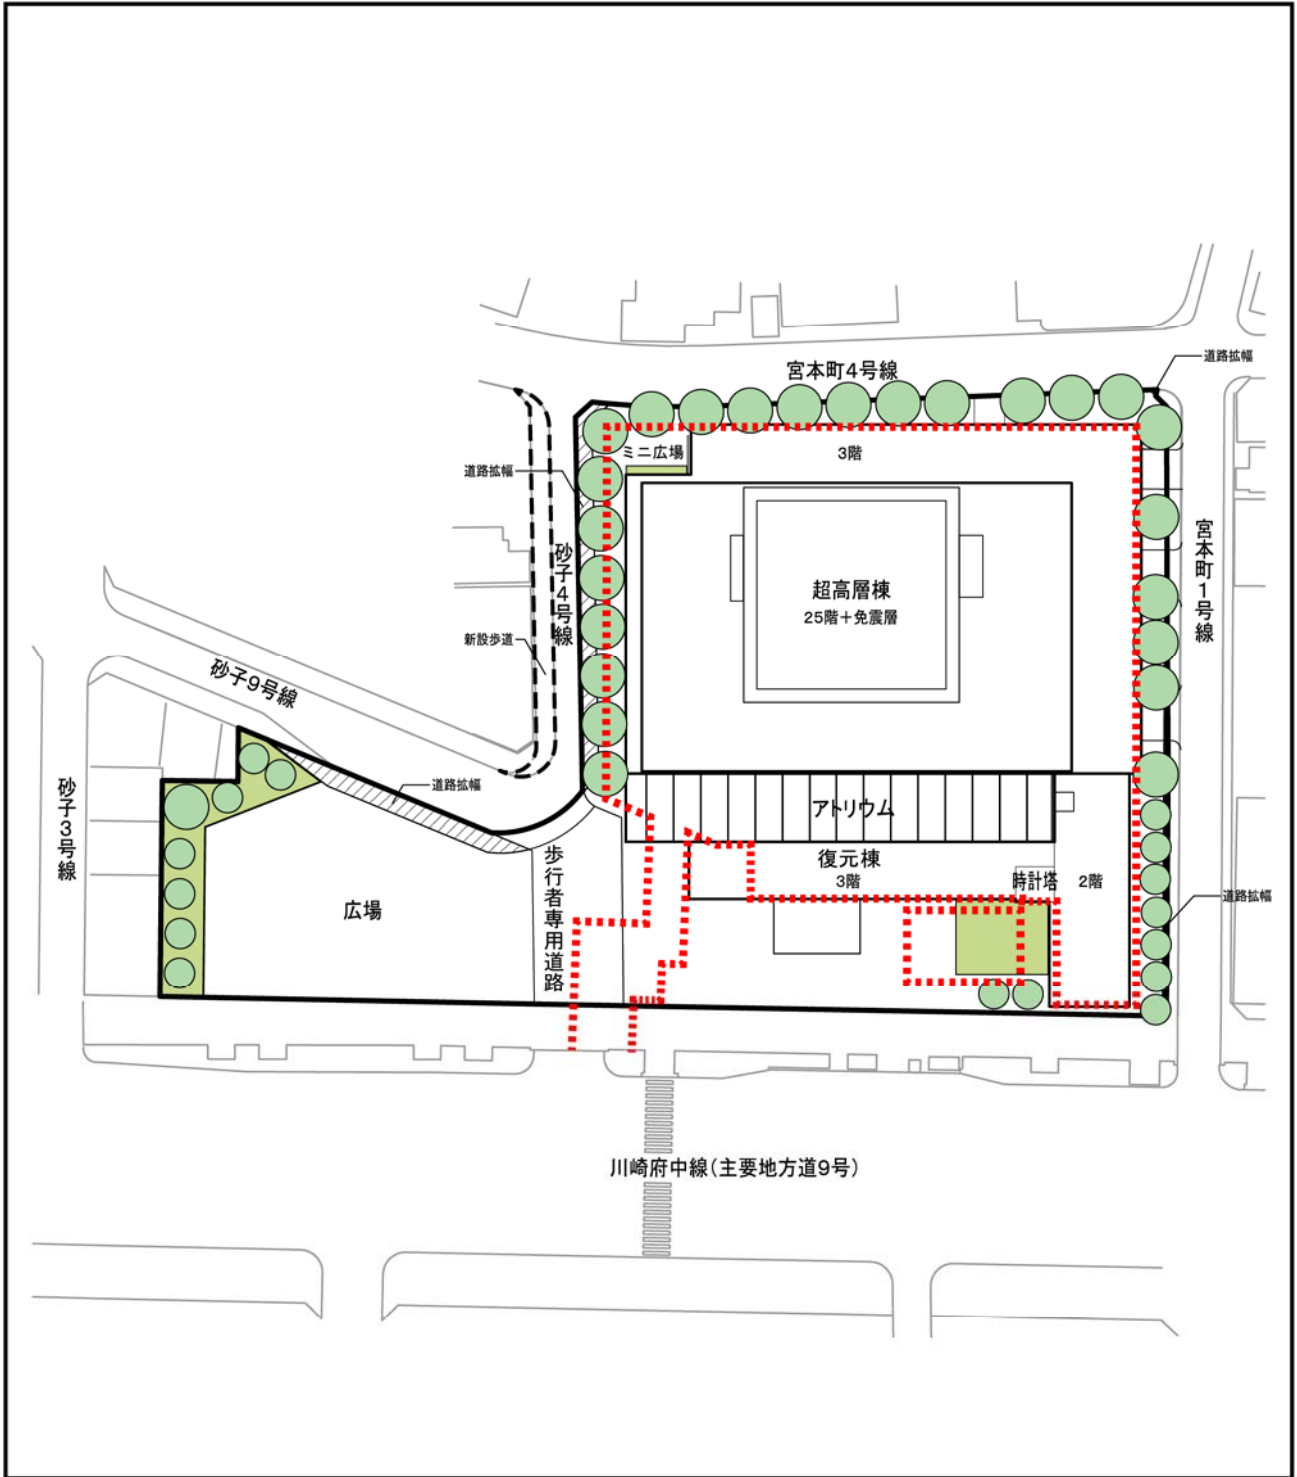 道路拡幅
宮本町4号線
ミニ広場
3階
道路拡幅
宮本町1号線
砂子4号線
超高層棟
25階+免震層
新設歩道
砂子9号線
道路拡幅
砂子3号線
アトリウム
復元棟
3階
時計塔
2階
道路拡幅
歩行者専用道路
広場
川崎府中線(主要地方道9号)